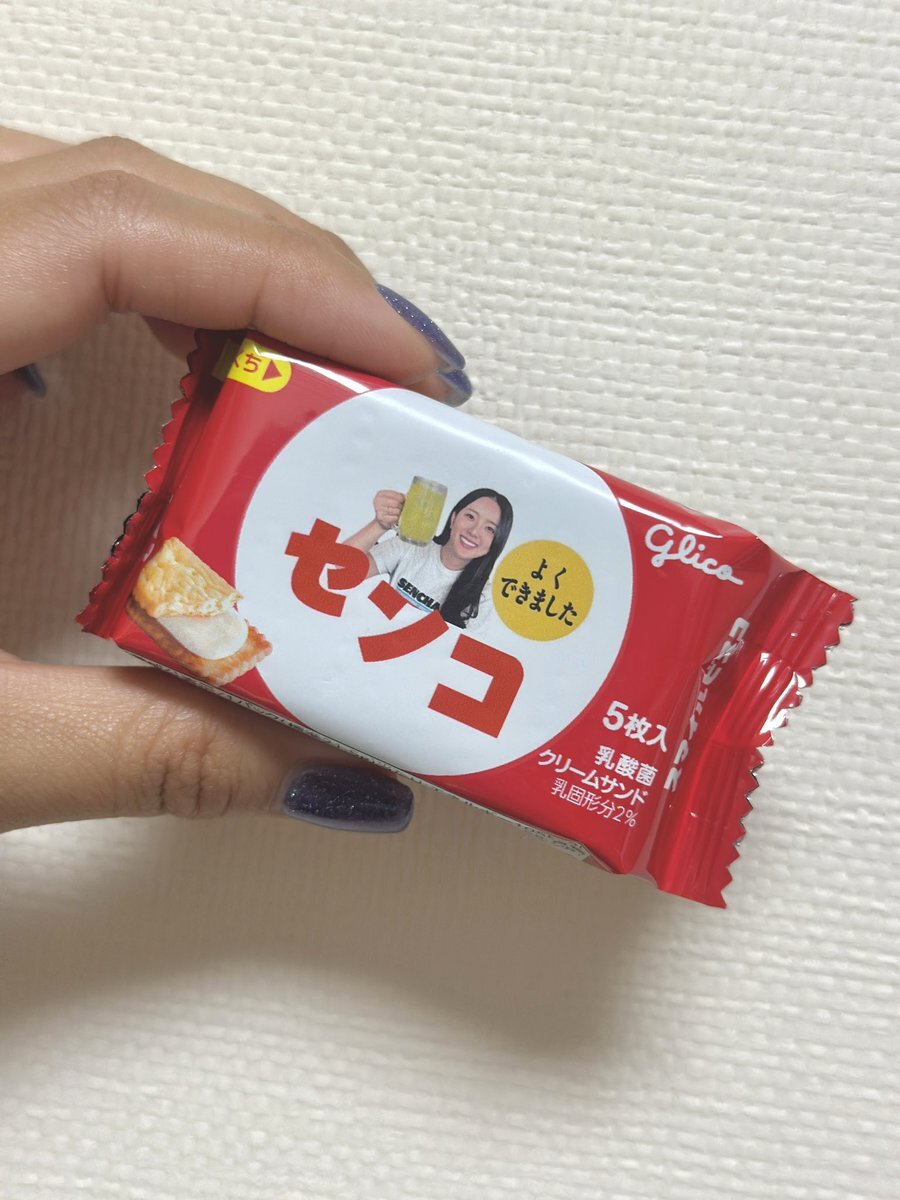 くち▶
SENCHA
センコ
よく
できました
Glico
5枚入
乳酸菌
クリームサンド
乳固形分2%